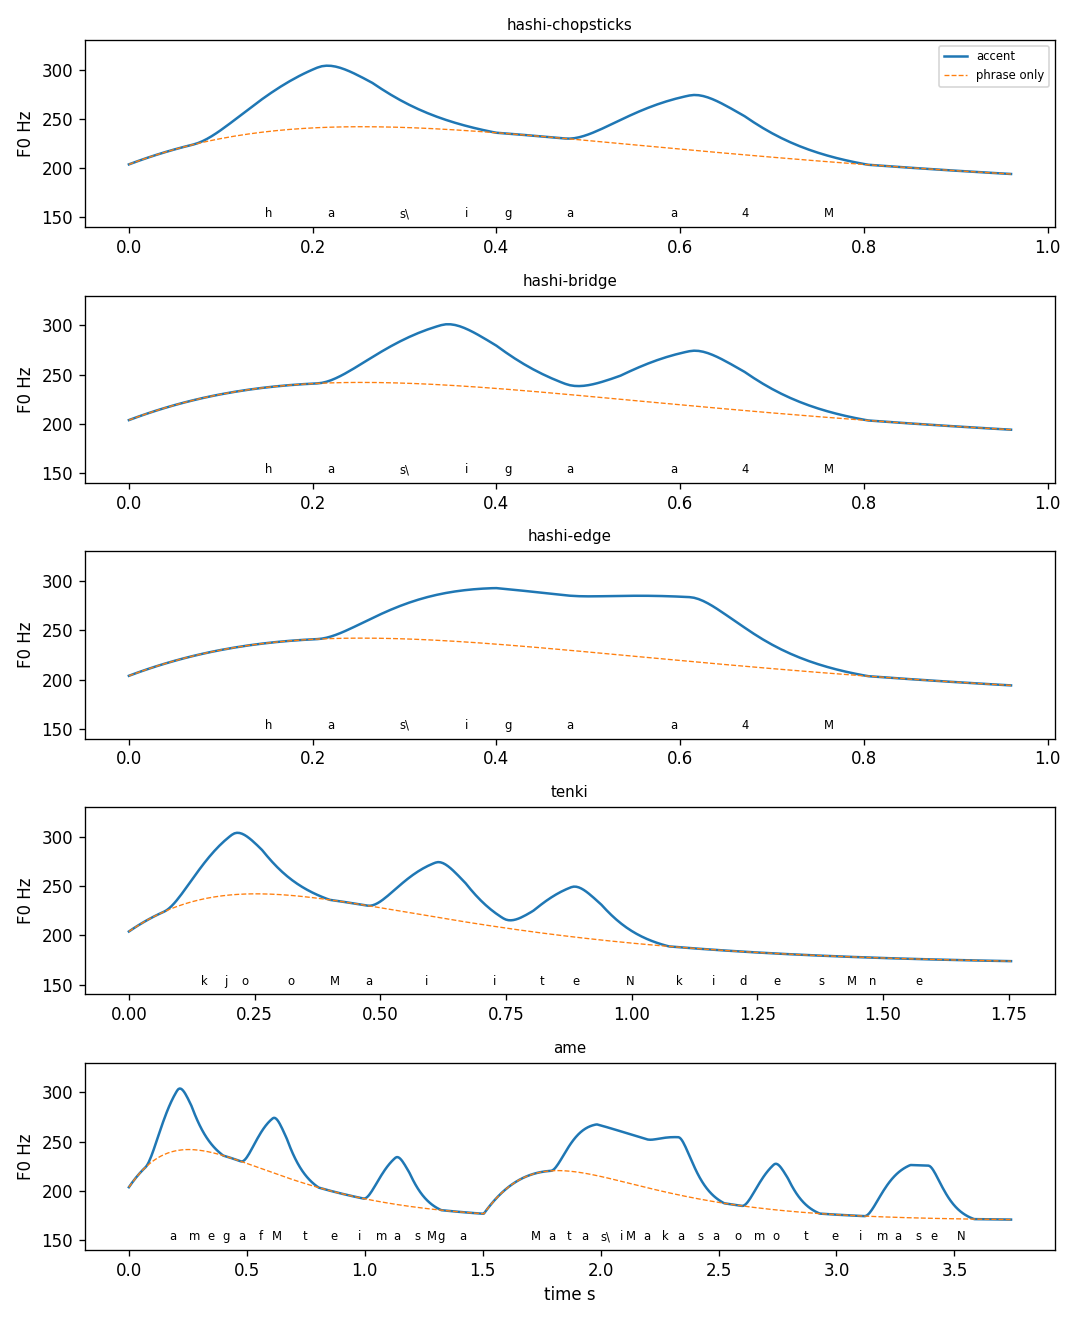 hashi-chopsticks
F0 Hz
300
250
200
150
accent
phrase only
h a s\ i g a a 4 M
0.0 0.2 0.4 0.6 0.8 1.0
hashi-bridge
F0 Hz
300
250
200
150
h a s\ i g a a 4 M
0.0 0.2 0.4 0.6 0.8 1.0
hashi-edge
F0 Hz
300
250
200
150
h a s\ i g a a 4 M
0.0 0.2 0.4 0.6 0.8 1.0
tenki
F0 Hz
300
250
200
150
k j o o M a i i t e N k i d e s M n e
0.00 0.25 0.50 0.75 1.00 1.25 1.50 1.75
ame
F0 Hz
300
250
200
150
a m e g a f M t e i m a s M g a M a t a s\ i M a k a s a o m o t e i m a s e N
0.0 0.5 1.0 1.5 2.0 2.5 3.0 3.5
time s